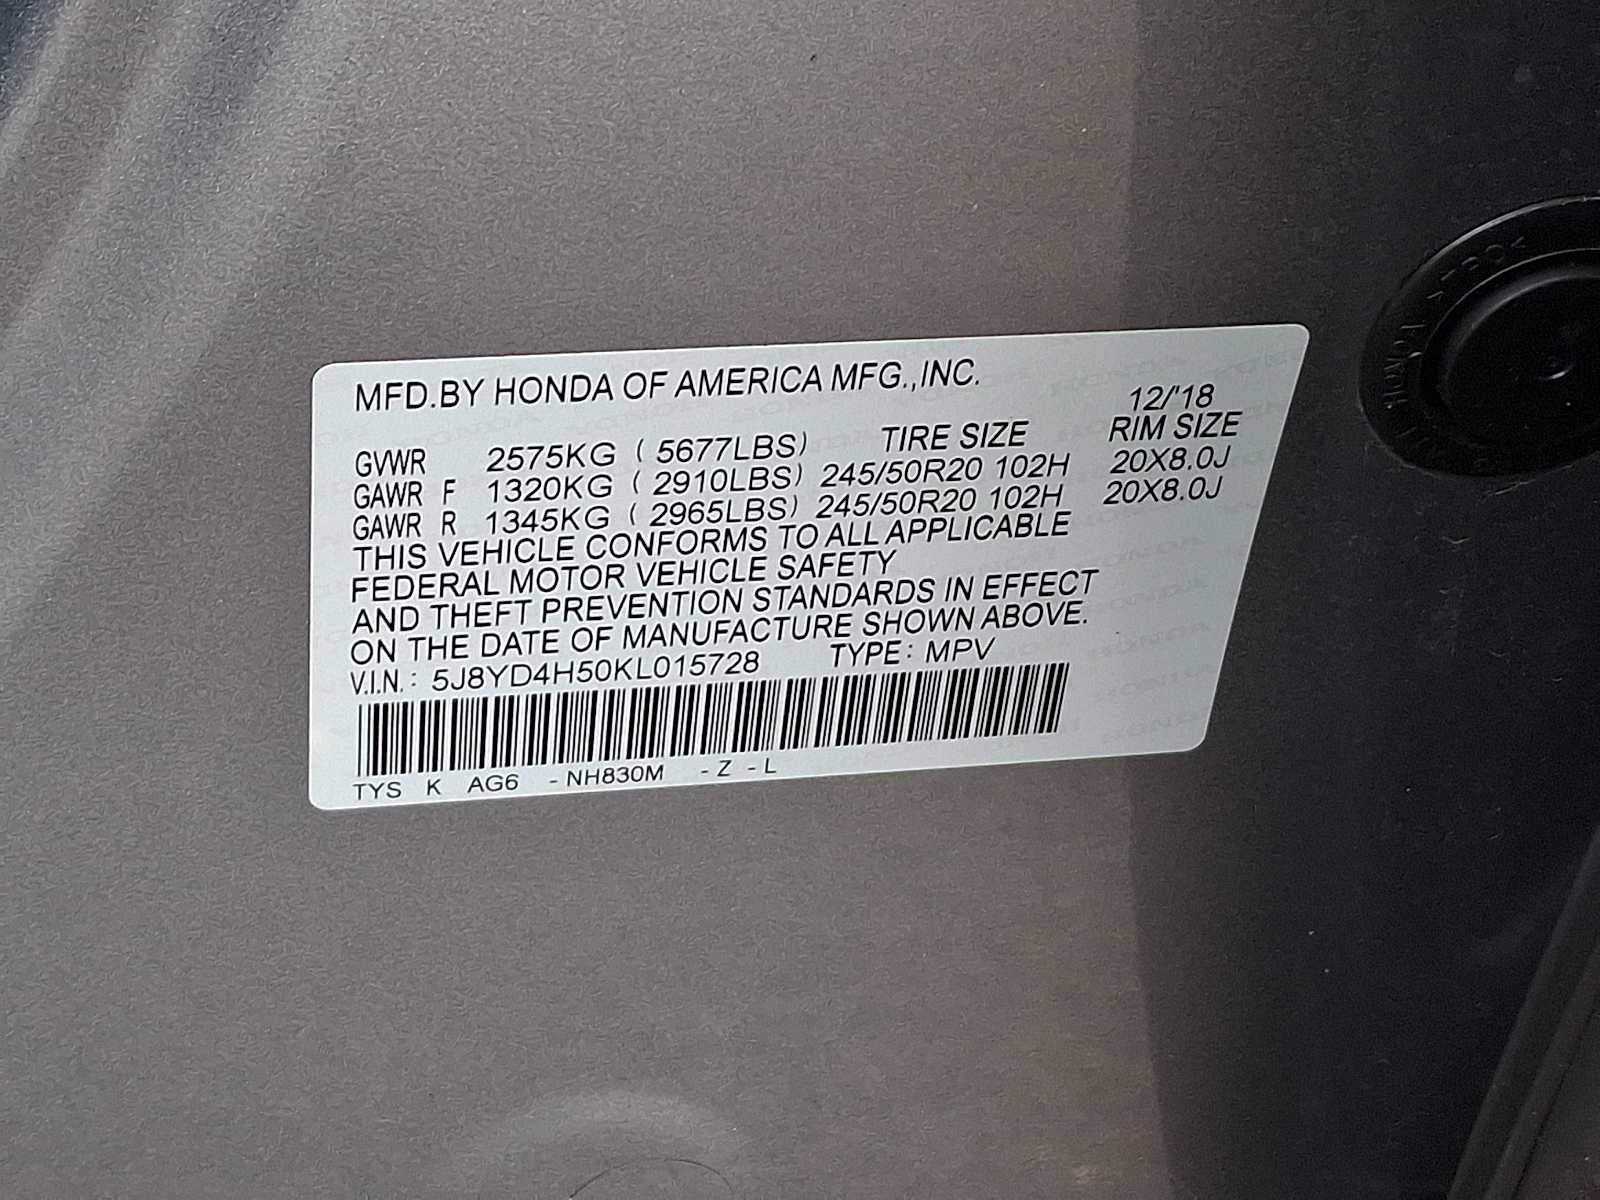 MFD.BY HONDA OF AMERICA MFG.,INC.
12/'18
GVWR 2575KG ( 5677LBS) TIRE SIZE RIM SIZE
GAWR F 1320KG ( 2910LBS) 245/50R20 102H 20X8.0J
GAWR R 1345KG ( 2965LBS) 245/50R20 102H 20X8.0J
THIS VEHICLE CONFORMS TO ALL APPLICABLE
FEDERAL MOTOR VEHICLE SAFETY
AND THEFT PREVENTION STANDARDS IN EFFECT
ON THE DATE OF MANUFACTURE SHOWN ABOVE.
V.I.N.: 5J8YD4H50KL015728 TYPE: MPV
TYS K AG6 -NH830M -Z -L